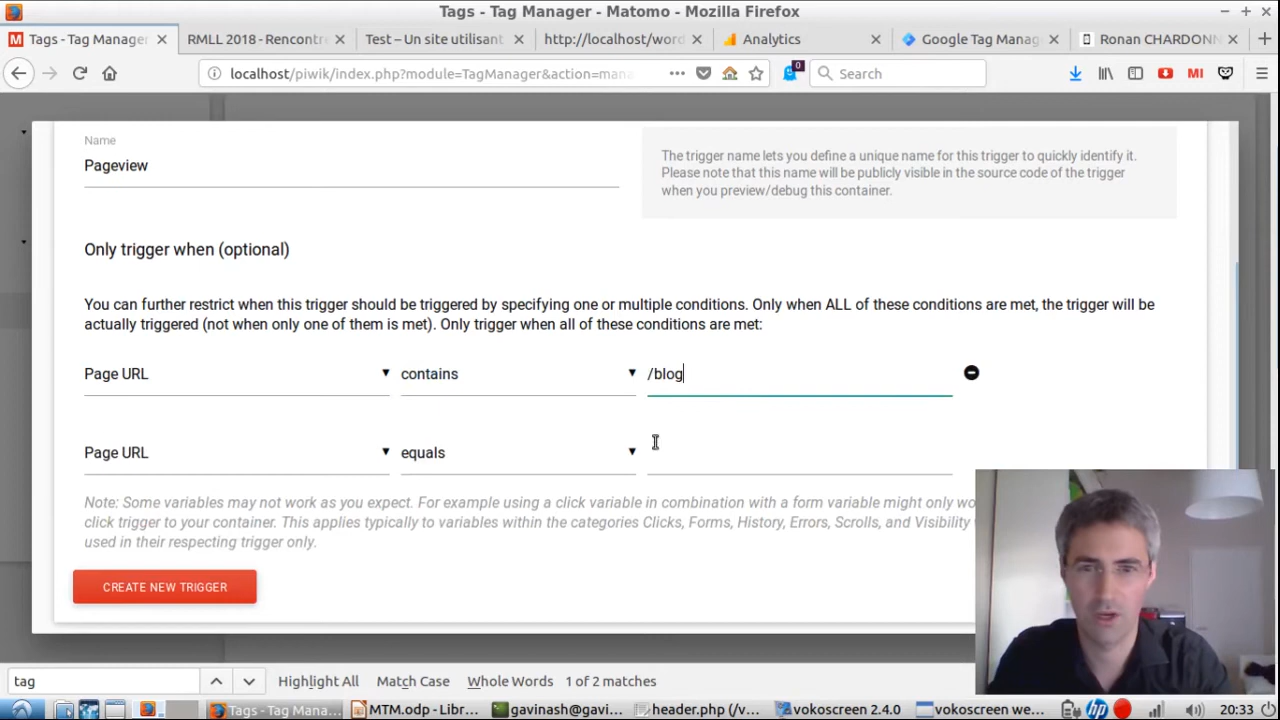 Tags - Tag Manager - Matomo - Mozilla Firefox
Tags - Tag Manager
RMLL 2018 - Rencontre
Test – Un site utilisant
http://localhost/word
Analytics
Google Tag Manag
Ronan CHARDONN
localhost/piwik/index.php?module=TagManager&action=mana
0
Search
MI
Name
Pageview
The trigger name lets you define a unique name for this trigger to quickly identify it.
Please note that this name will be publicly visible in the source code of the trigger
when you preview/debug this container.
Only trigger when (optional)
You can further restrict when this trigger should be triggered by specifying one or multiple conditions. Only when ALL of these conditions are met, the trigger will be
actually triggered (not when only one of them is met). Only trigger when all of these conditions are met:
Page URL
contains
/blog
Page URL
equals
Note: Some variables may not work as you expect. For example using a click variable in combination with a form variable might only wo
click trigger to your container. This applies typically to variables within the categories Clicks, Forms, History, Errors, Scrolls, and Visibility
used in their respecting trigger only.
CREATE NEW TRIGGER
tag
Highlight All
Match Case
Whole Words
1 of 2 matches
Tags - Tag Mana...
MTM.odp - Libr...
gavinash@gavi...
header.php (/v...
vokoscreen 2.4.0
vokoscreen we...
hp
20:33